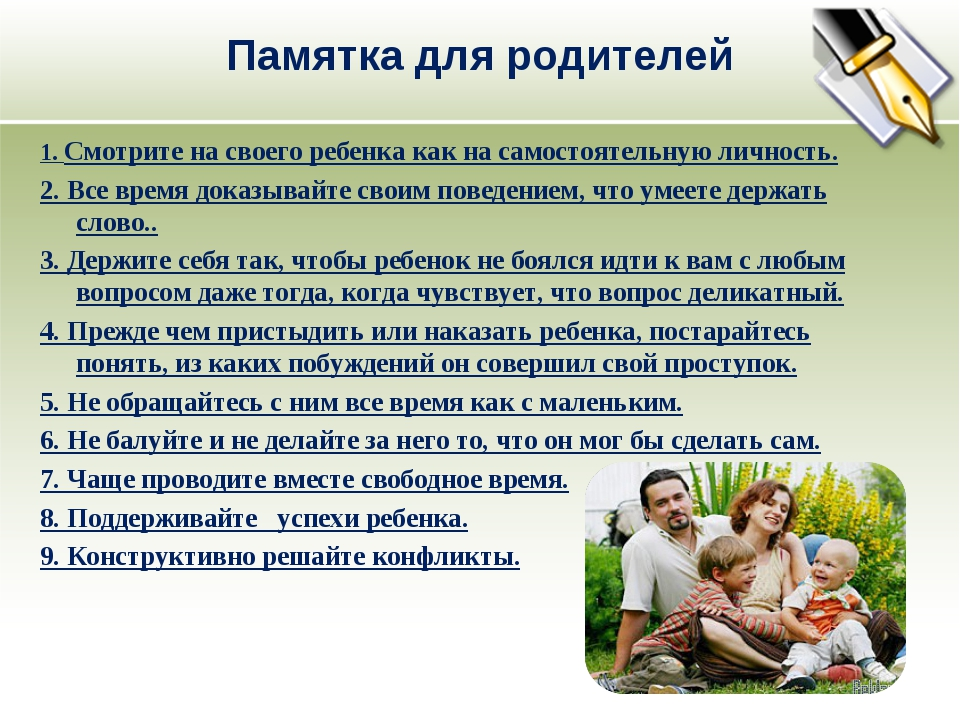 Памятка для родителей
1. Смотрите на своего ребенка как на самостоятельную личность.
2. Все время доказывайте своим поведением, что умеете держать
слово..
3. Держите себя так, чтобы ребенок не боялся идти к вам с любым
вопросом даже тогда, когда чувствует, что вопрос деликатный.
4. Прежде чем пристыдить или наказать ребенка, постарайтесь
понять, из каких побуждений он совершил свой проступок.
5. Не обращайтесь с ним все время как с маленьким.
6. Не балуйте и не делайте за него то, что он мог бы сделать сам.
7. Чаще проводите вместе свободное время.
8. Поддерживайте успехи ребенка.
9. Конструктивно решайте конфликты.